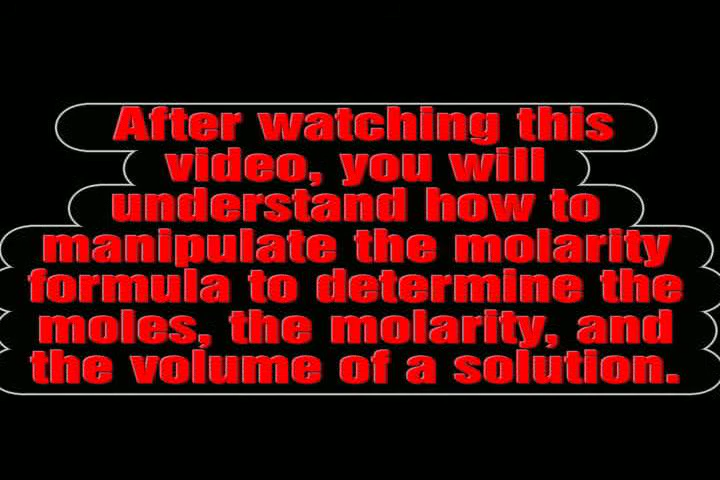 After watching this
video, you will
understand how to
manipulate the molarity
formula to determine the
moles, the molarity, and
the volume of a solution.